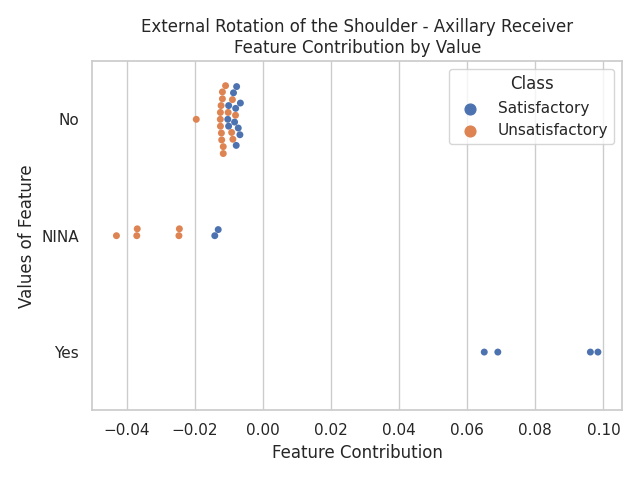 External Rotation of the Shoulder - Axillary Receiver
Feature Contribution by Value
Class
Satisfactory
Unsatisfactory
Values of Feature
No
NINA
Yes
−0.04
−0.02
0.00
0.02
0.04
0.06
0.08
0.10
Feature Contribution